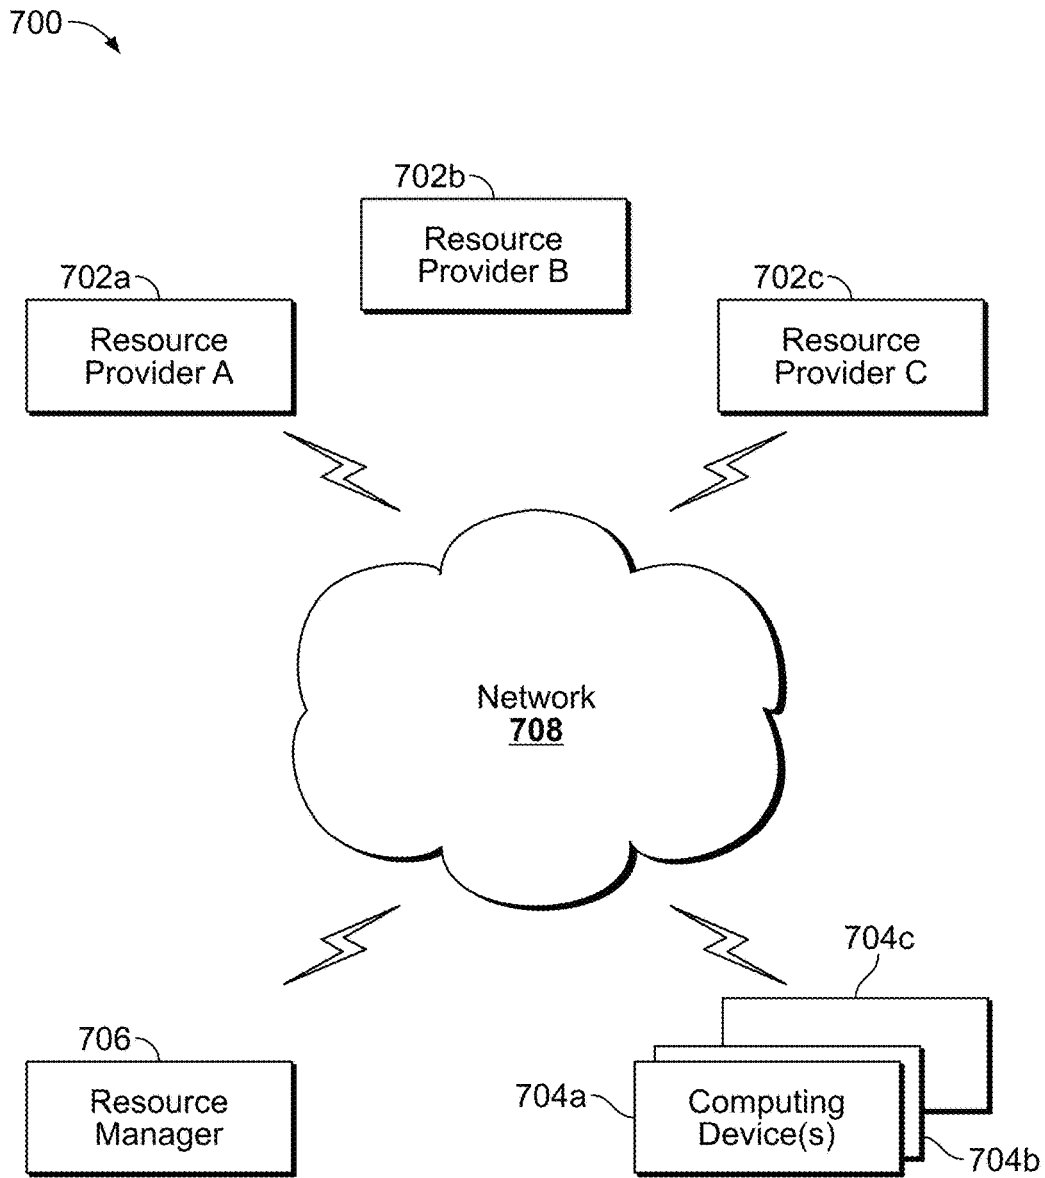 700
702b
Resource
Provider B
702a
Resource
Provider A
702c
Resource
Provider C
Network
708
706
Resource
Manager
704c
704a
Computing
Device(s)
704b